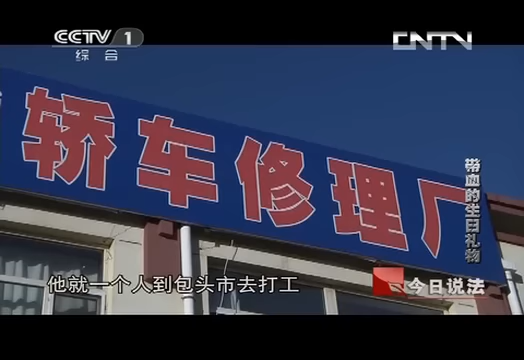 CCTV 1
综合
CNTV
轿车修理厂
带血的生日礼物
他就一个人到包头市去打工
今日说法